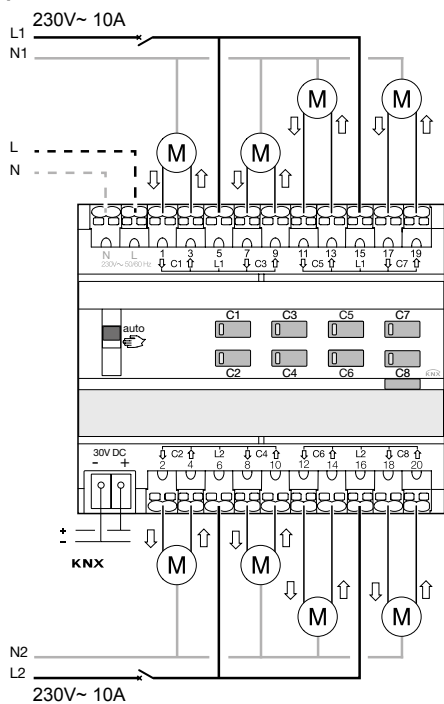 230V~ 10A
L1
N1
M M
M M
L
N
N L 1 3 5 7 9 11 13 15 17 19
230V~ 50/60 Hz C1 L1 C3 C5 L1 C7
auto
C1 C3 C5 C7
C2 C4 C6 C8
KNX
30V DC
- +
C2 L2 C4 C6 L2 C8
2 4 6 8 10 12 14 16 18 20
+
-
KNX
M M
M M
N2
L2
230V~ 10A